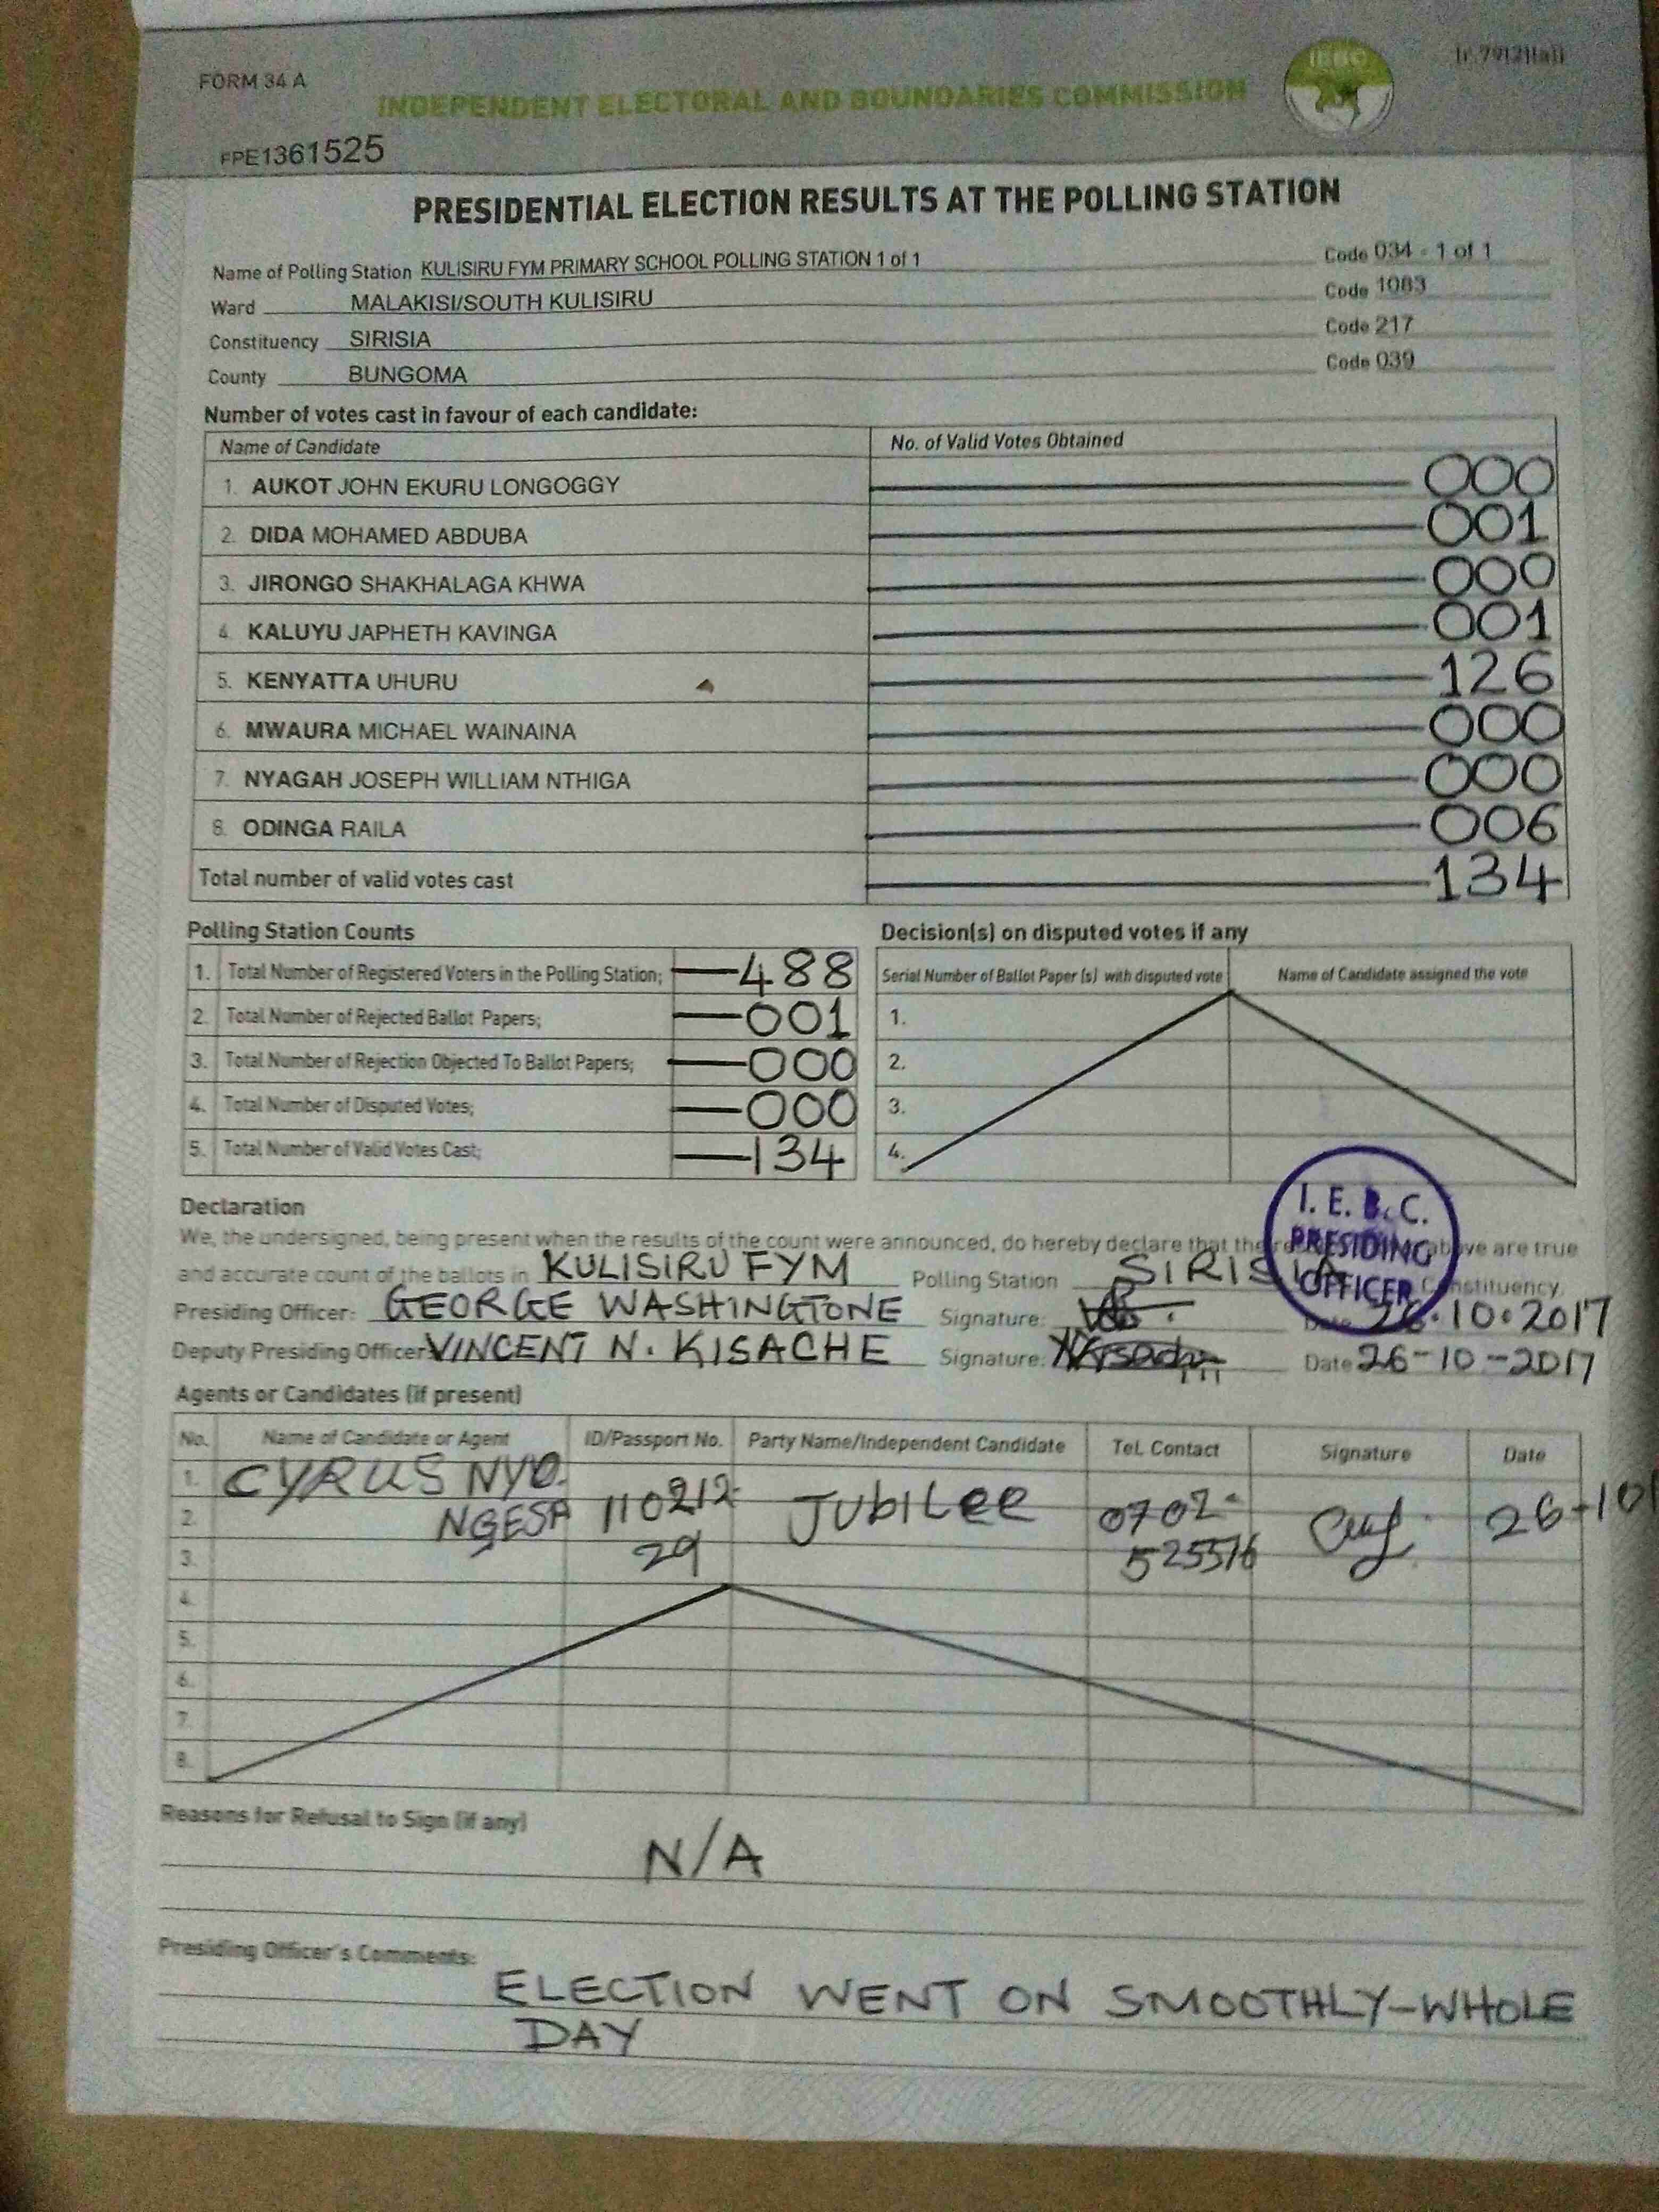 FORM 34 A
INDEPENDENT ELECTORAL AND BOUNDARIES COMMISSION
IEBC
FPE1361525
PRESIDENTIAL ELECTION RESULTS AT THE POLLING STATION
Name of Polling Station KULISIRU FYM PRIMARY SCHOOL POLLING STATION 1 of 1 Code 034 - 1 of 1
Ward MALAKISI/SOUTH KULISIRU Code 1083
Constituency SIRISIA Code 217
County BUNGOMA Code 039
Number of votes cast in favour of each candidate:
Name of Candidate No. of Valid Votes Obtained
1. AUKOT JOHN EKURU LONGOGGY 000
2. DIDA MOHAMED ABDUBA 001
3. JIRONGO SHAKHALAGA KHWA 000
4. KALUYU JAPHETH KAVINGA 001
5. KENYATTA UHURU 126
6. MWAURA MICHAEL WAINAINA 000
7. NYAGAH JOSEPH WILLIAM NTHIGA 000
8. ODINGA RAILA 006
Total number of valid votes cast 134
Polling Station Counts
1. Total Number of Registered Voters in the Polling Station; 488
2. Total Number of Rejected Ballot Papers; 001
3. Total Number of Rejection Objected To Ballot Papers; 000
4. Total Number of Disputed Votes; 000
5. Total Number of Valid Votes Cast; 134
Decision(s) on disputed votes if any
Serial Number of Ballot Paper (s) with disputed vote Name of Candidate assigned the vote
1.
2.
3.
4.
I. E. B. C.
PRESIDING
OFFICER
Declaration
We, the undersigned, being present when the results of the count were announced, do hereby declare that the above are true
and accurate count of the ballots in KULISIRU FYM Polling Station SIRISIA Constituency.
Presiding Officer: GEORGE WASHINGTONE Signature: Date 26.10.2017
Deputy Presiding Officer: VINCENT N. KISACHE Signature: Date 26-10-2017
Agents or Candidates (if present)
No. Name of Candidate or Agent ID/Passport No. Party Name/Independent Candidate Tel. Contact Signature Date
1. CYRUS NYO.
2. NGESA 110212 JUBILEE 0702- 26-10
3. 29 525576
4.
5.
6.
7.
8.
Reasons for Refusal to Sign (if any)
N/A
Presiding Officer's Comments:
ELECTION WENT ON SMOOTHLY-WHOLE
DAY